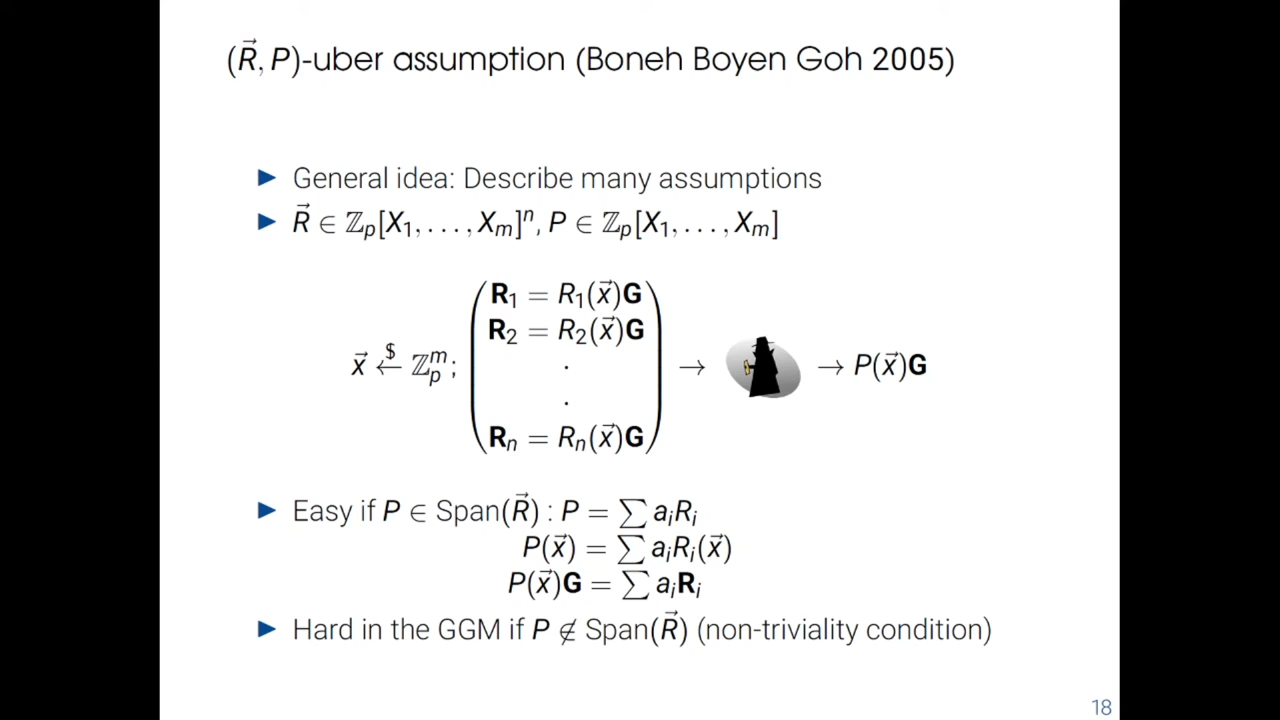 (R⃗, P)-uber assumption (Boneh Boyen Goh 2005)
▶ General idea: Describe many assumptions
▶ R⃗ ∈ ℤp[X1, . . . , Xm]ⁿ, P ∈ ℤp[X1, . . . , Xm]
R1 = R1(x⃗)G
R2 = R2(x⃗)G
x⃗ ←$ ℤp^m; . → → P(x⃗)G
.
Rn = Rn(x⃗)G
▶ Easy if P ∈ Span(R⃗) : P = ∑ aiRi
P(x⃗) = ∑ aiRi(x⃗)
P(x⃗)G = ∑ aiRi
▶ Hard in the GGM if P ∉ Span(R⃗) (non-triviality condition)
18